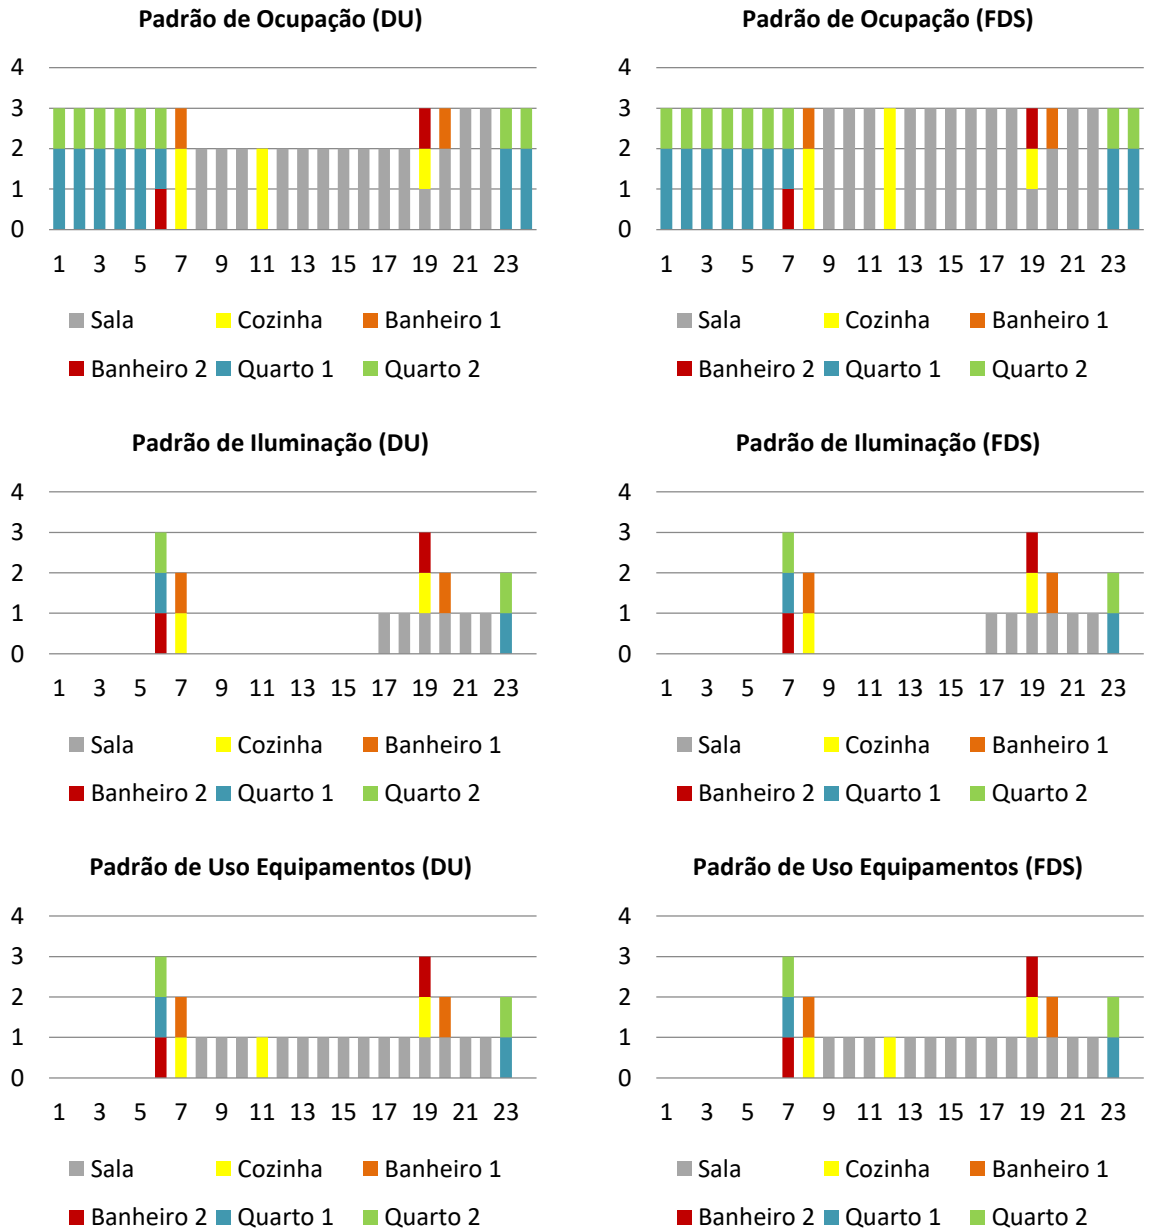 Padrão de Ocupação (DU)
4
3
2
1
0
1 3 5 7 9 11 13 15 17 19 21 23
Sala Cozinha Banheiro 1
Banheiro 2 Quarto 1 Quarto 2
Padrão de Ocupação (FDS)
4
3
2
1
0
1 3 5 7 9 11 13 15 17 19 21 23
Sala Cozinha Banheiro 1
Banheiro 2 Quarto 1 Quarto 2
Padrão de Iluminação (DU)
4
3
2
1
0
1 3 5 7 9 11 13 15 17 19 21 23
Sala Cozinha Banheiro 1
Banheiro 2 Quarto 1 Quarto 2
Padrão de Iluminação (FDS)
4
3
2
1
0
1 3 5 7 9 11 13 15 17 19 21 23
Sala Cozinha Banheiro 1
Banheiro 2 Quarto 1 Quarto 2
Padrão de Uso Equipamentos (DU)
4
3
2
1
0
1 3 5 7 9 11 13 15 17 19 21 23
Sala Cozinha Banheiro 1
Banheiro 2 Quarto 1 Quarto 2
Padrão de Uso Equipamentos (FDS)
4
3
2
1
0
1 3 5 7 9 11 13 15 17 19 21 23
Sala Cozinha Banheiro 1
Banheiro 2 Quarto 1 Quarto 2